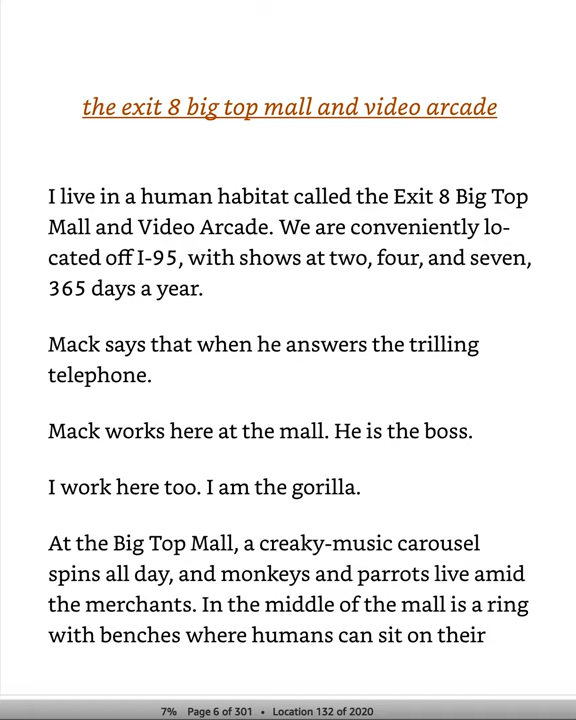 the exit 8 big top mall and video arcade
I live in a human habitat called the Exit 8 Big Top
Mall and Video Arcade. We are conveniently lo-
cated off I-95, with shows at two, four, and seven,
365 days a year.
Mack says that when he answers the trilling
telephone.
Mack works here at the mall. He is the boss.
I work here too. I am the gorilla.
At the Big Top Mall, a creaky-music carousel
spins all day, and monkeys and parrots live amid
the merchants. In the middle of the mall is a ring
with benches where humans can sit on their
7% Page 6 of 301 • Location 132 of 2020